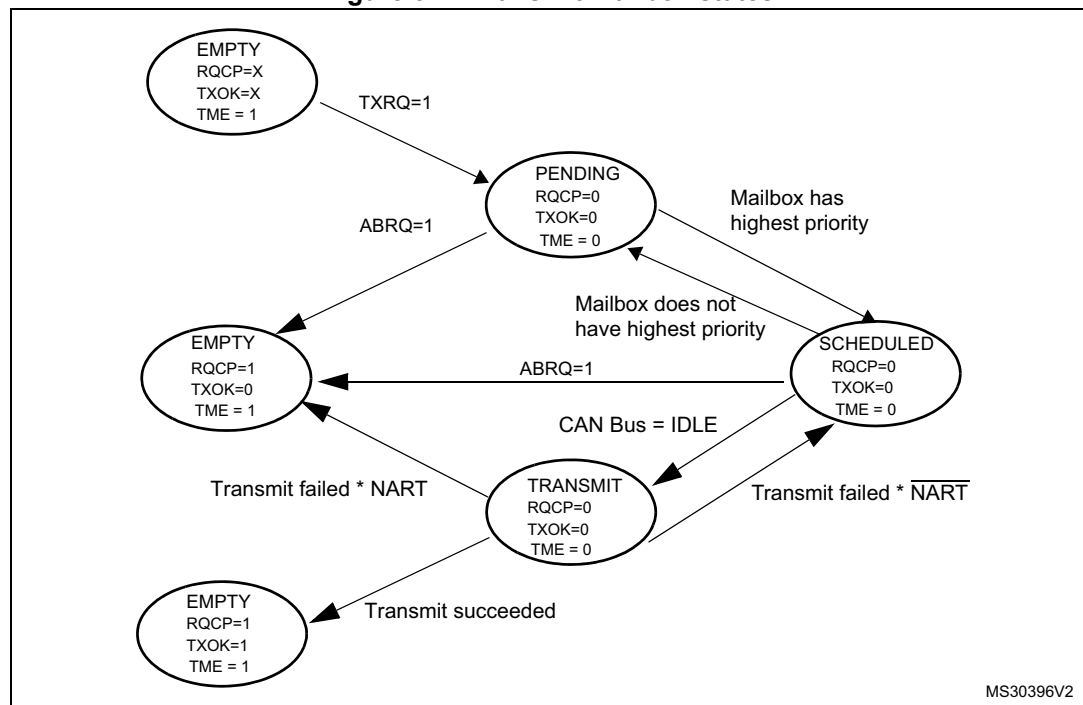 EMPTY
RQCP=X
TXOK=X
TME = 1
TXRQ=1
PENDING
RQCP=0
TXOK=0
TME = 0
Mailbox has
highest priority
ABRQ=1
Mailbox does not
have highest priority
EMPTY
RQCP=1
TXOK=0
TME = 1
ABRQ=1
SCHEDULED
RQCP=0
TXOK=0
TME = 0
CAN Bus = IDLE
Transmit failed * NART
TRANSMIT
RQCP=0
TXOK=0
TME = 0
Transmit failed * N̅A̅R̅T̅
EMPTY
RQCP=1
TXOK=1
TME = 1
Transmit succeeded
MS30396V2